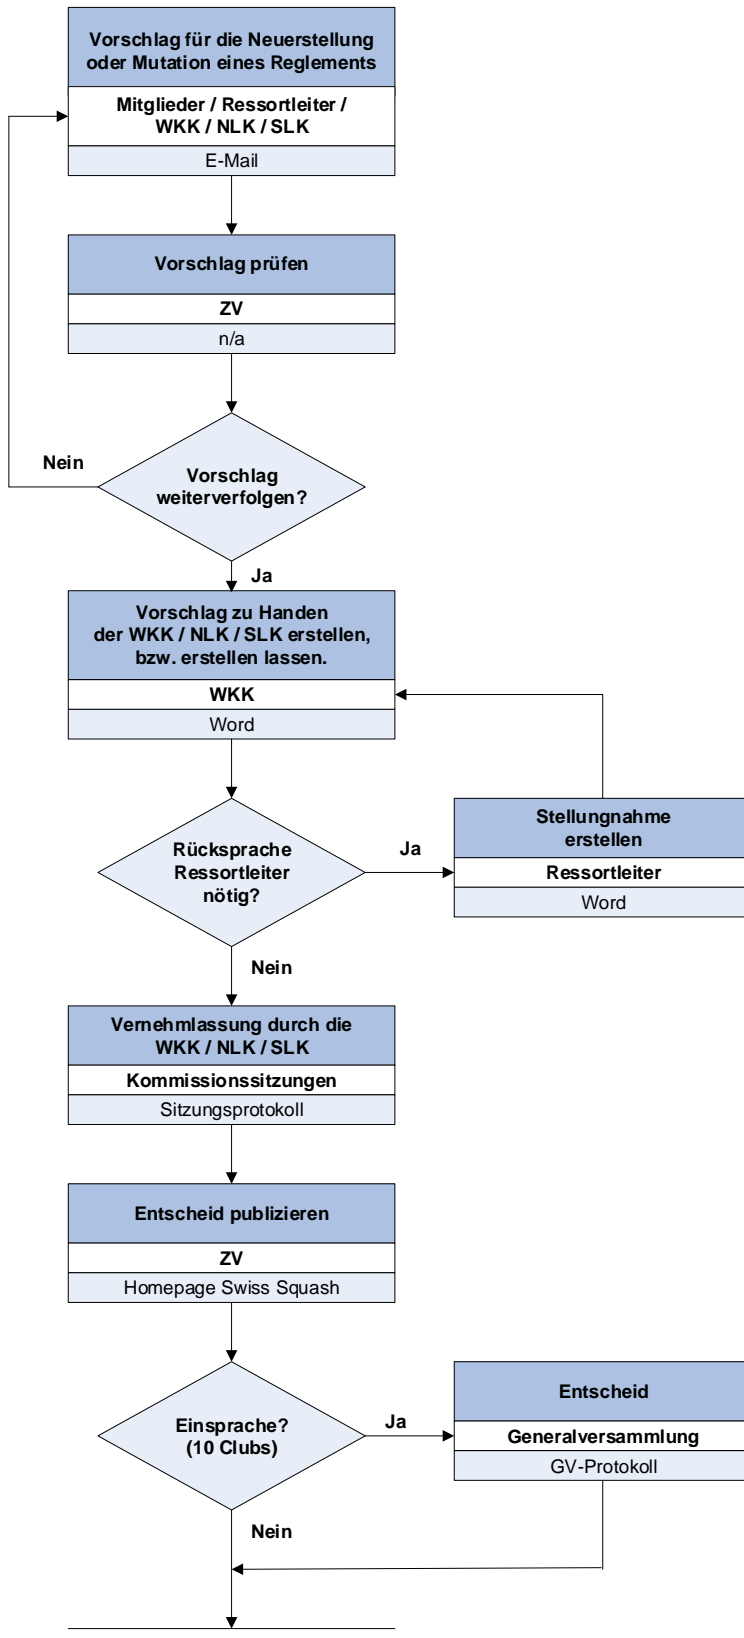 Vorschlag für die Neuerstellung
oder Mutation eines Reglements
Mitglieder / Ressortleiter /
WKK / NLK / SLK
E-Mail
Vorschlag prüfen
ZV
n/a
Nein
Vorschlag
weiterverfolgen?
Ja
Vorschlag zu Handen
der WKK / NLK / SLK erstellen,
bzw. erstellen lassen.
WKK
Word
Rücksprache
Ressortleiter
nötig?
Ja
Stellungnahme
erstellen
Ressortleiter
Word
Nein
Vernehmlassung durch die
WKK / NLK / SLK
Kommissionssitzungen
Sitzungsprotokoll
Entscheid publizieren
ZV
Homepage Swiss Squash
Einsprache?
(10 Clubs)
Ja
Entscheid
Generalversammlung
GV-Protokoll
Nein